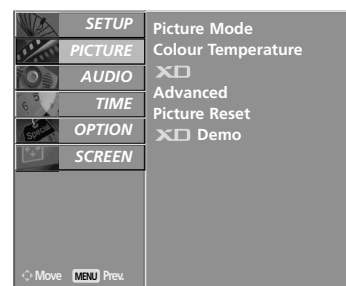 SETUP
PICTURE
AUDIO
TIME
OPTION
SCREEN
Move MENU Prev.
Picture Mode
Colour Temperature
XD
Advanced
Picture Reset
XD Demo